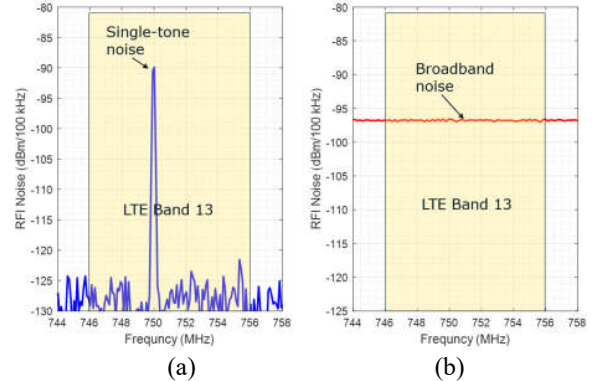 -80
-85
-90
-95
-100
-105
-110
-115
-120
-125
-130
RFI Noise (dBm/100 kHz)
Single-tone
noise
LTE Band 13
744 746 748 750 752 754 756 758
Frequncy (MHz)
(a)
-80
-85
-90
-95
-100
-105
-110
-115
-120
-125
RFI Noise (dBm/100 kHz)
Broadband
noise
LTE Band 13
744 746 748 750 752 754 756 758
Frequncy (MHz)
(b)